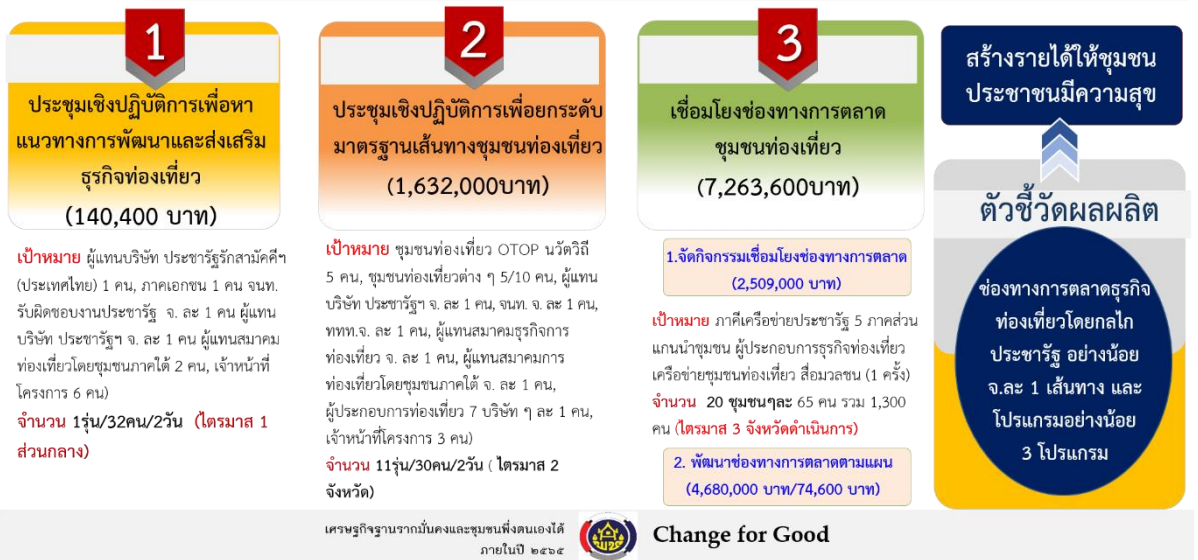 1
ประชุมเชิงปฏิบัติการเพื่อหา
แนวทางการพัฒนาและส่งเสริม
ธุรกิจท่องเที่ยว
(140,400 บาท)
เป้าหมาย ผู้แทนบริษัท ประชารัฐรักสามัคคีฯ
(ประเทศไทย) 1 คน, ภาคเอกชน 1 คน จนท.
รับผิดชอบงานประชารัฐ จ. ละ 1 คน ผู้แทน
บริษัท ประชารัฐฯ จ. ละ 1 คน ผู้แทนสมาคม
ท่องเที่ยวโดยชุมชนภาคใต้ 2 คน, เจ้าหน้าที่
โครงการ 6 คน)
จำนวน 1รุ่น/32คน/2วัน (ไตรมาส 1
ส่วนกลาง)
2
ประชุมเชิงปฏิบัติการเพื่อยกระดับ
มาตรฐานเส้นทางชุมชนท่องเที่ยว
(1,632,000บาท)
เป้าหมาย ชุมชนท่องเที่ยว OTOP นวัตวิถี
5 คน, ชุมชนท่องเที่ยวต่าง ๆ 5/10 คน, ผู้แทน
บริษัท ประชารัฐฯ จ. ละ 1 คน, จนท. จ. ละ 1 คน,
ททท.จ. ละ 1 คน, ผู้แทนสมาคมธุรกิจการ
ท่องเที่ยว จ. ละ 1 คน, ผู้แทนสมาคมการ
ท่องเที่ยวโดยชุมชนภาคใต้ จ. ละ 1 คน,
ผู้ประกอบการท่องเที่ยว 7 บริษัท ๆ ละ 1 คน,
เจ้าหน้าที่โครงการ 3 คน)
จำนวน 11รุ่น/30คน/2วัน ( ไตรมาส 2
จังหวัด)
3
เชื่อมโยงช่องทางการตลาด
ชุมชนท่องเที่ยว
(7,263,600บาท)
1.จัดกิจกรรมเชื่อมโยงช่องทางการตลาด
(2,509,000 บาท)
เป้าหมาย ภาคีเครือข่ายประชารัฐ 5 ภาคส่วน
แกนนำชุมชน ผู้ประกอบการธุรกิจท่องเที่ยว
เครือข่ายชุมชนท่องเที่ยว สื่อมวลชน (1 ครั้ง)
จำนวน 20 ชุมชนๆละ 65 คน รวม 1,300
คน (ไตรมาส 3 จังหวัดดำเนินการ)
2. พัฒนาช่องทางการตลาดตามแผน
(4,680,000 บาท/74,600 บาท)
สร้างรายได้ให้ชุมชน
ประชาชนมีความสุข
ตัวชี้วัดผลผลิต
ช่องทางการตลาดธุรกิจ
ท่องเที่ยวโดยกลไก
ประชารัฐ อย่างน้อย
จ.ละ 1 เส้นทาง และ
โปรแกรมอย่างน้อย
3 โปรแกรม
เศรษฐกิจฐานรากมั่นคงและชุมชนพึ่งตนเองได้
ภายในปี ๒๕๖๕
พช
Change for Good